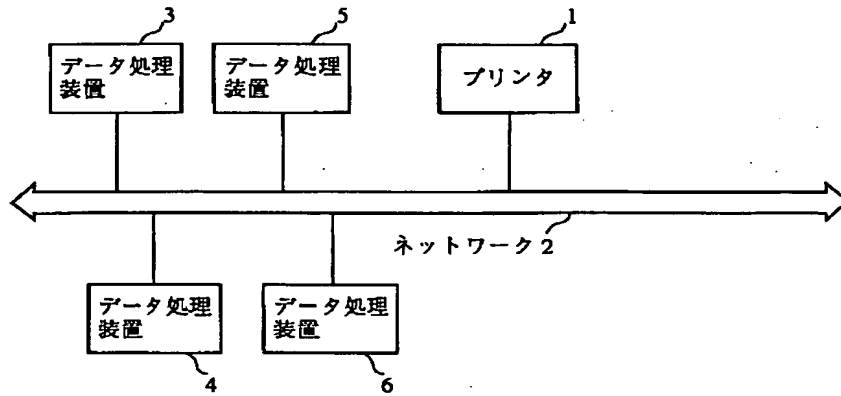 3
5
1
データ処理
装置
データ処理
装置
プリンタ
ネットワーク2
データ処理
装置
データ処理
装置
4
6